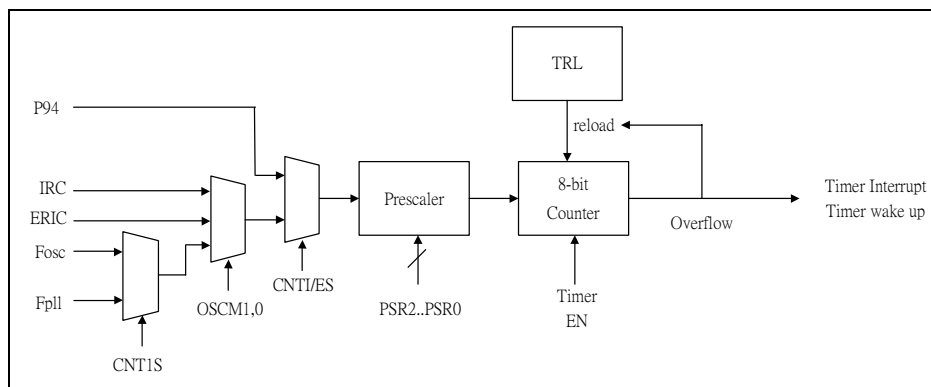 TRL
P94
reload
IRC
Prescaler
8-bit
Counter
Timer Interrupt
Timer wake up
ERIC
Overflow
Fosc
CNTI/ES
Fpll
OSCM1,0
PSR2..PSR0
Timer
EN
CNT1S